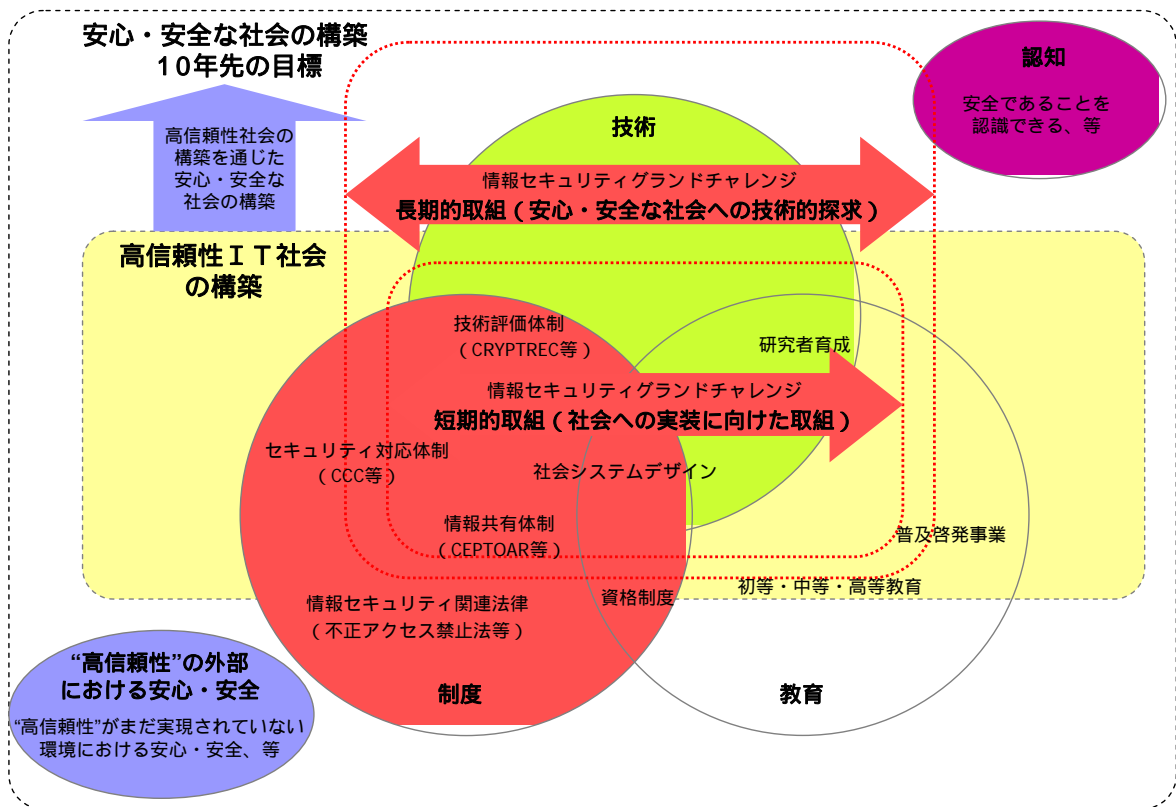 安心・安全な社会の構築
10年先の目標
高信頼性社会の
構築を通じた
安心・安全な
社会の構築
認知
安全であることを
認識できる、等
技術
情報セキュリティグランドチャレンジ
長期的取組（安心・安全な社会への技術的探求）
高信頼性ＩＴ社会
の構築
技術評価体制
（CRYPTREC等）
研究者育成
情報セキュリティグランドチャレンジ
短期的取組（社会への実装に向けた取組）
セキュリティ対応体制
（CCC等）
社会システムデザイン
情報共有体制
（CEPTOAR等）
普及啓発事業
初等・中等・高等教育
資格制度
情報セキュリティ関連法律
（不正アクセス禁止法等）
制度
教育
“高信頼性”の外部
における安心・安全
“高信頼性”がまだ実現されていない
環境における安心・安全、等